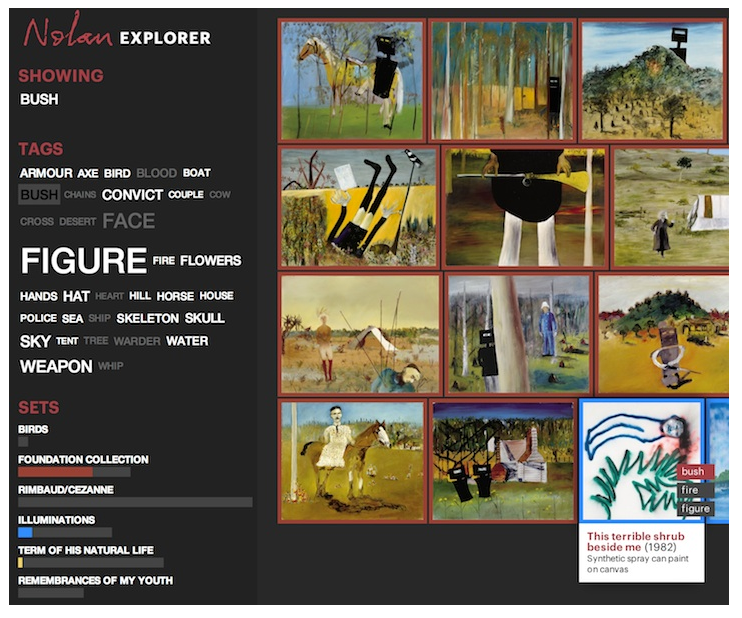 Nolan EXPLORER
SHOWING
BUSH
TAGS
ARMOUR AXE BIRD BLOOD BOAT
BUSH CHAINS CONVICT COUPLE COW
CROSS DESERT FACE
FIGURE FIRE FLOWERS
HANDS HAT HEART HILL HORSE HOUSE
POLICE SEA SHIP SKELETON SKULL
SKY TENT TREE WARDER WATER
WEAPON WHIP
SETS
BIRDS
FOUNDATION COLLECTION
RIMBAUD/CEZANNE
ILLUMINATIONS
TERM OF HIS NATURAL LIFE
REMEMBRANCES OF MY YOUTH
bush
fire
figure
This terrible shrub
beside me (1982)
Synthetic spray can paint
on canvas